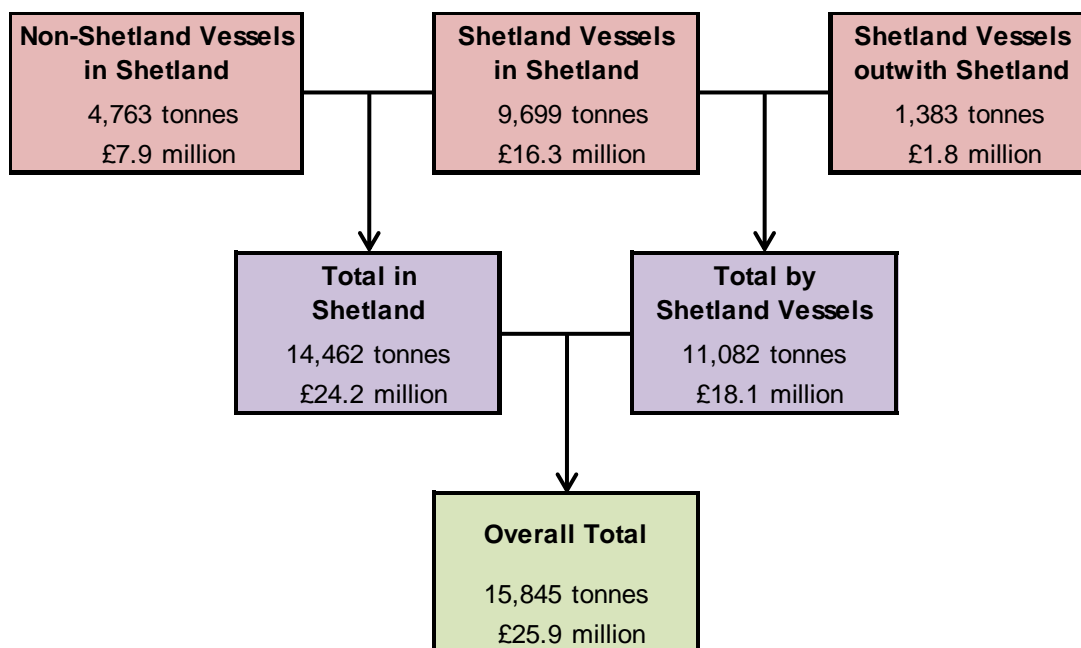 Non-Shetland Vessels
in Shetland
4,763 tonnes
£7.9 million
Shetland Vessels
in Shetland
9,699 tonnes
£16.3 million
Shetland Vessels
outwith Shetland
1,383 tonnes
£1.8 million
Total in
Shetland
14,462 tonnes
£24.2 million
Total by
Shetland Vessels
11,082 tonnes
£18.1 million
Overall Total
15,845 tonnes
£25.9 million